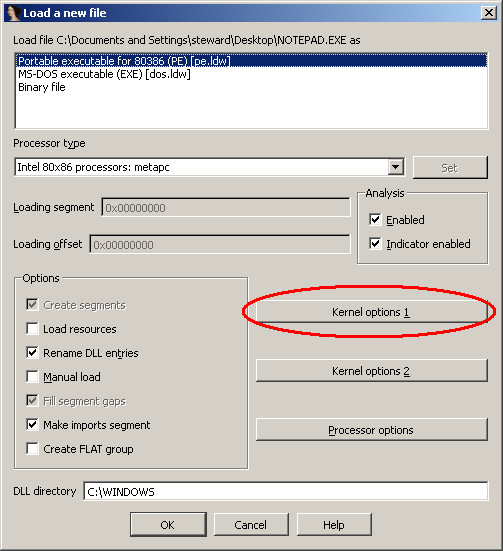 Load a new file
Load file C:\Documents and Settings\steward\Desktop\NOTEPAD.EXE as
Portable executable for 80386 (PE) [pe.ldw]
MS-DOS executable (EXE) [dos.ldw]
Binary file
Processor type
Intel 80x86 processors: metapc
Set
Loading segment 0x00000000
Loading offset 0x00000000
Analysis
Enabled
Indicator enabled
Options
Create segments
Load resources
Rename DLL entries
Manual load
Fill segment gaps
Make imports segment
Create FLAT group
Kernel options 1
Kernel options 2
Processor options
DLL directory C:\WINDOWS
OK Cancel Help